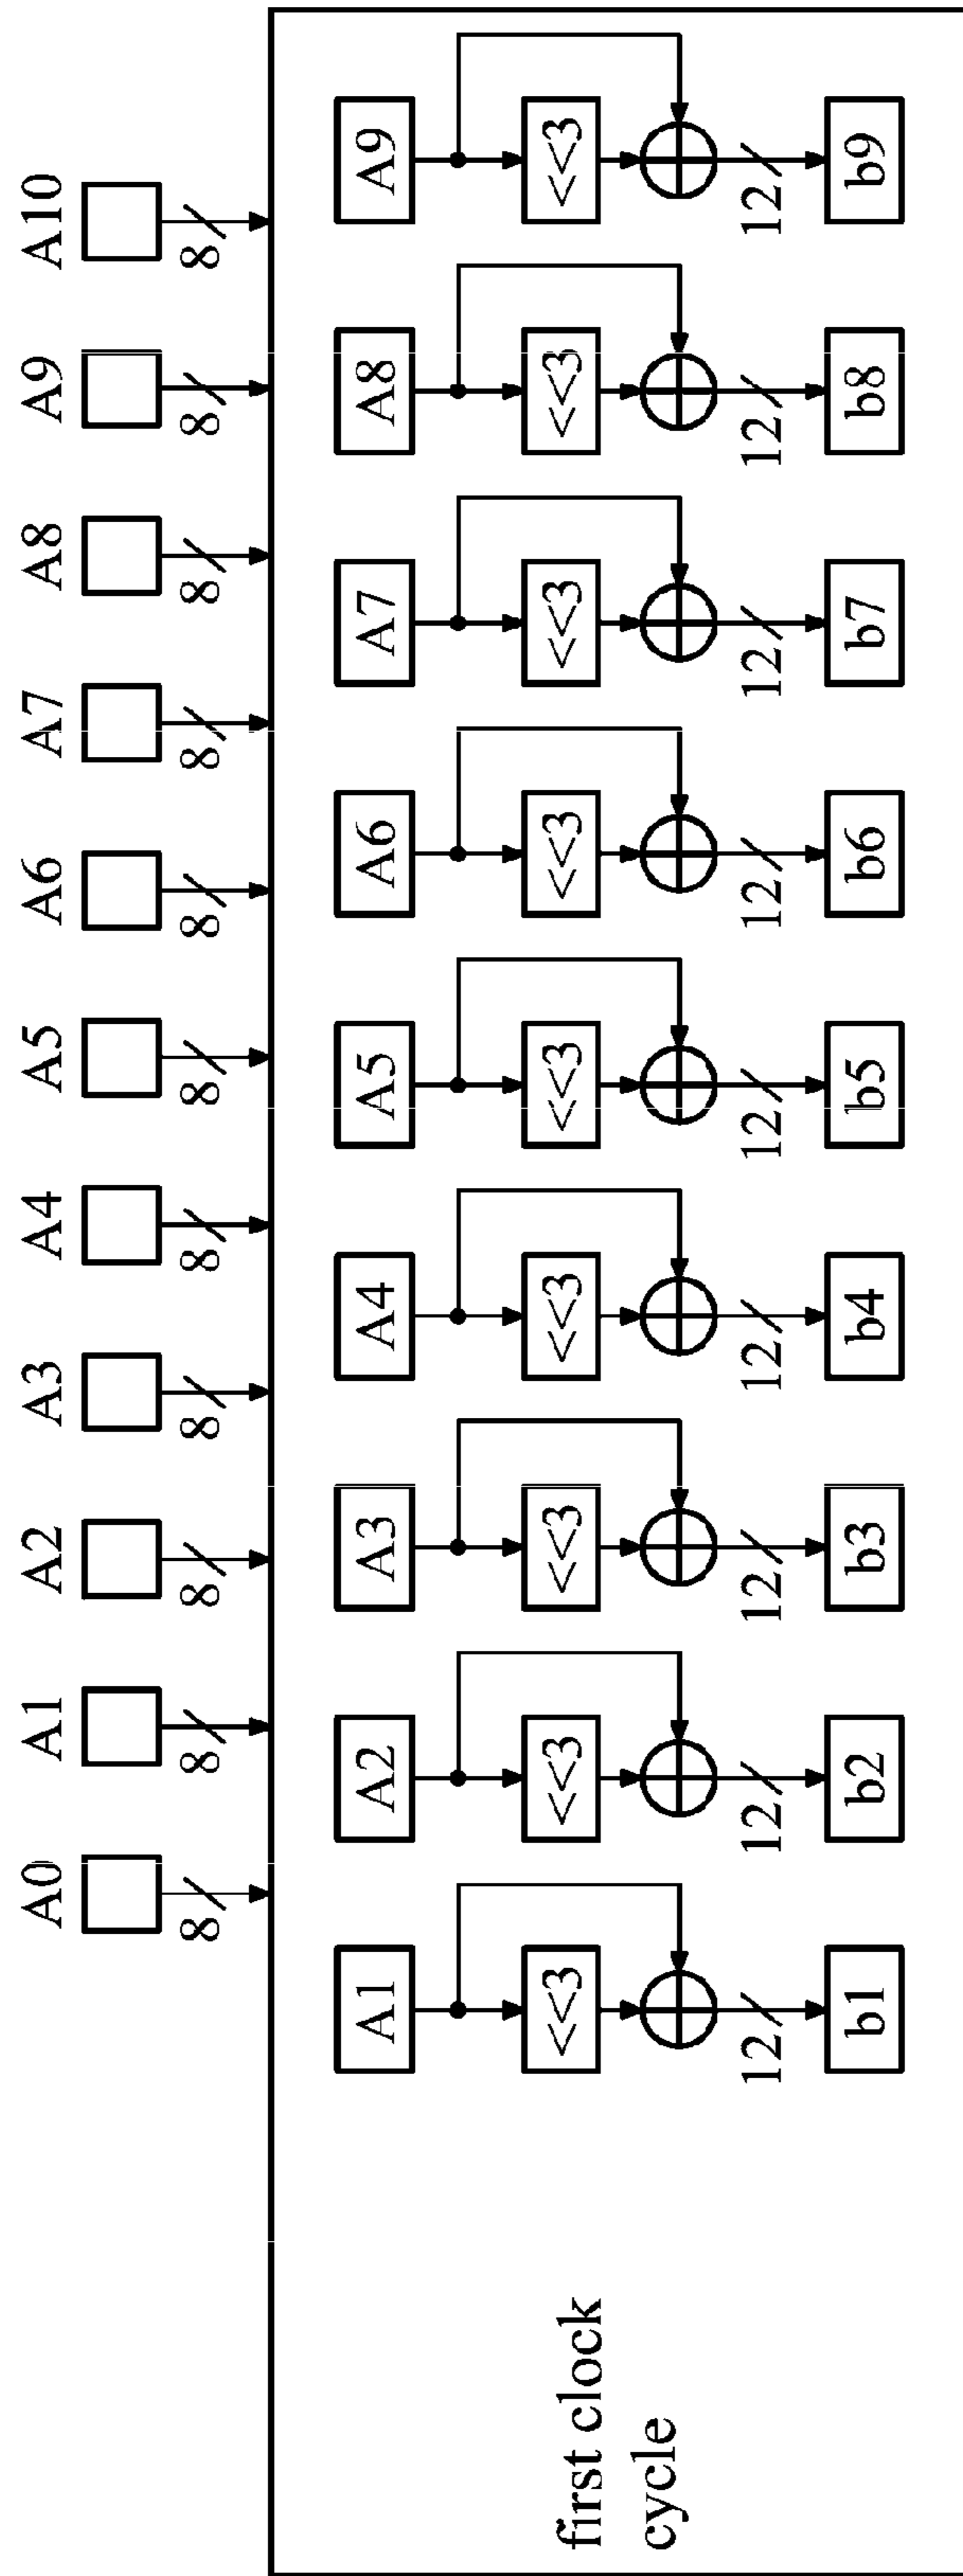 A0 A1 A2 A3 A4 A5 A6 A7 A8 A9 A10
8 8 8 8 8 8 8 8 8 8 8
A1 A2 A3 A4 A5 A6 A7 A8 A9
<<3 <<3 <<3 <<3 <<3 <<3 <<3 <<3 <<3
first clock
cycle
12 12 12 12 12 12 12 12 12
b1 b2 b3 b4 b5 b6 b7 b8 b9